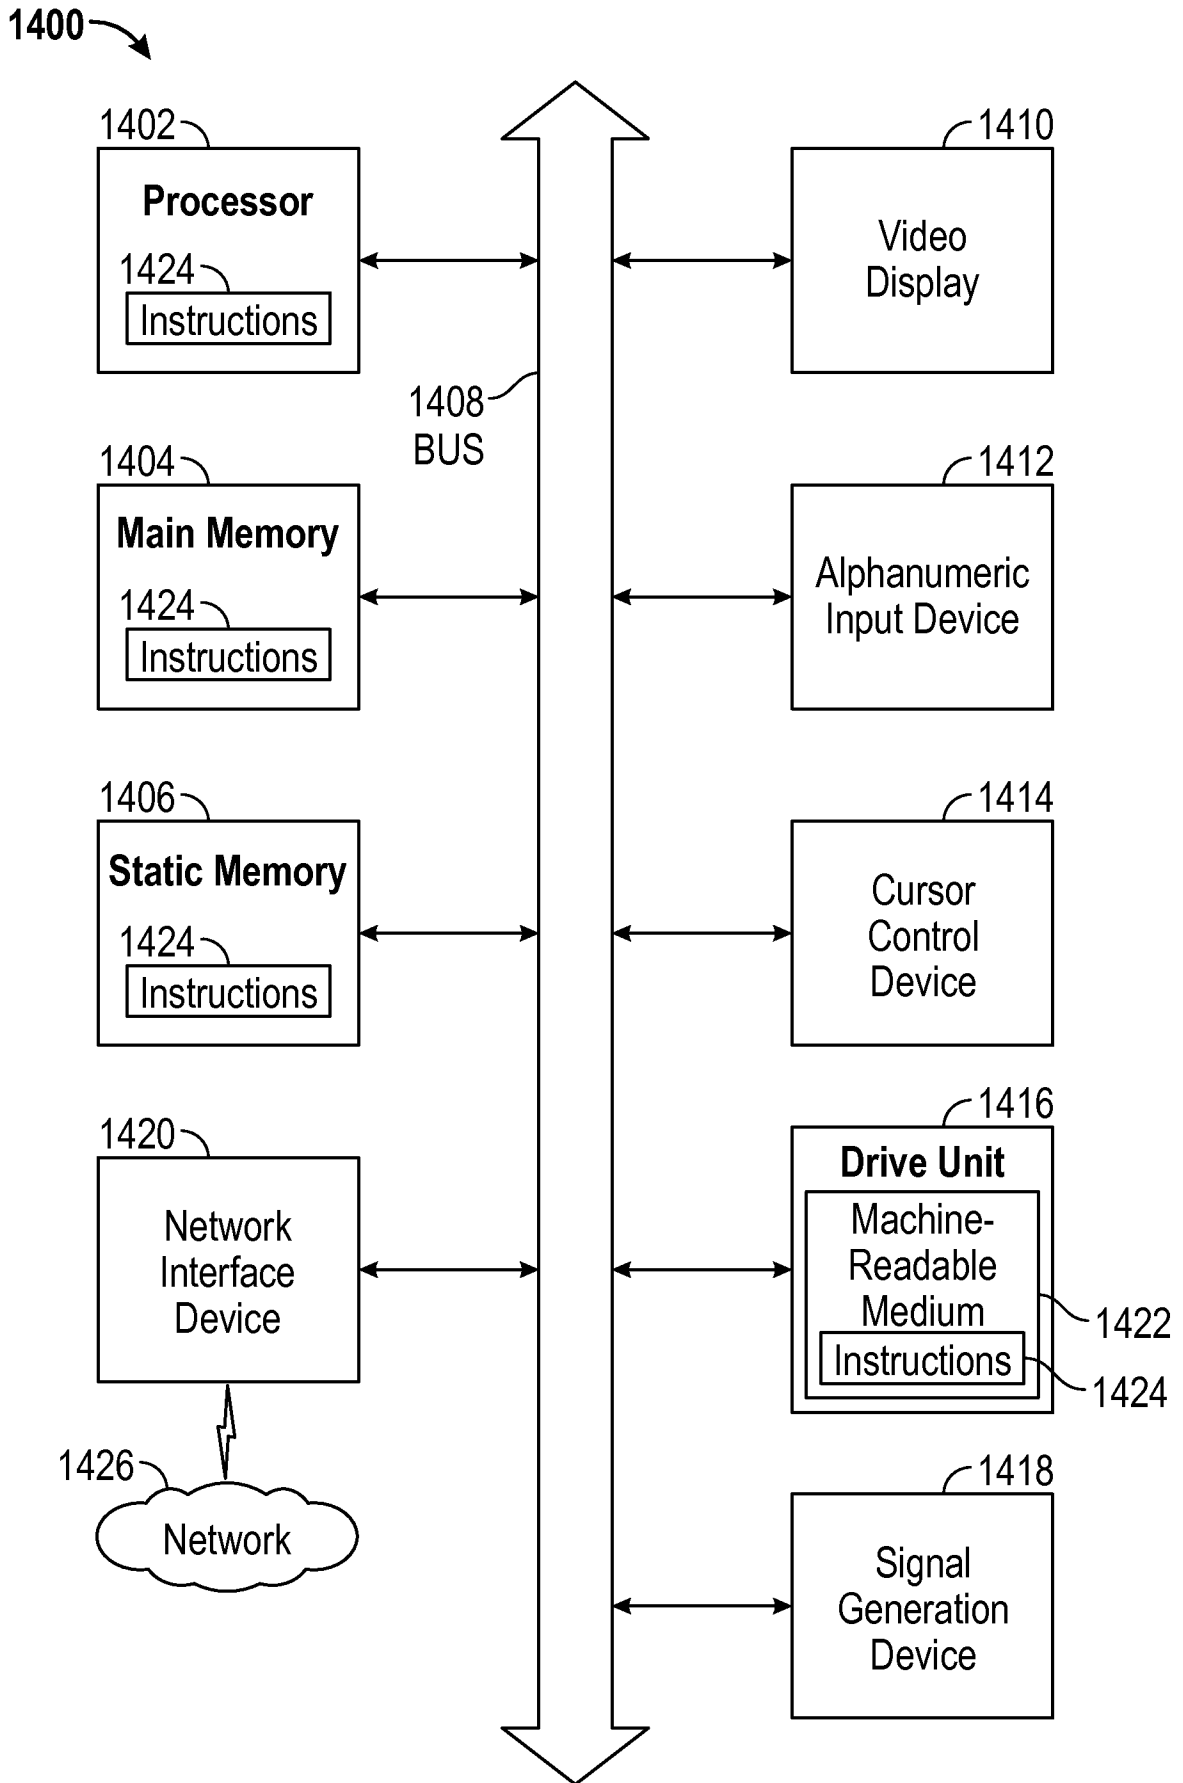 1400
1402
Processor
1424
Instructions
1404
Main Memory
1424
Instructions
1406
Static Memory
1424
Instructions
1420
Network
Interface
Device
1426
Network
1408
BUS
1410
Video
Display
1412
Alphanumeric
Input Device
1414
Cursor
Control
Device
1416
Drive Unit
Machine-
Readable
Medium
1422
Instructions
1424
1418
Signal
Generation
Device